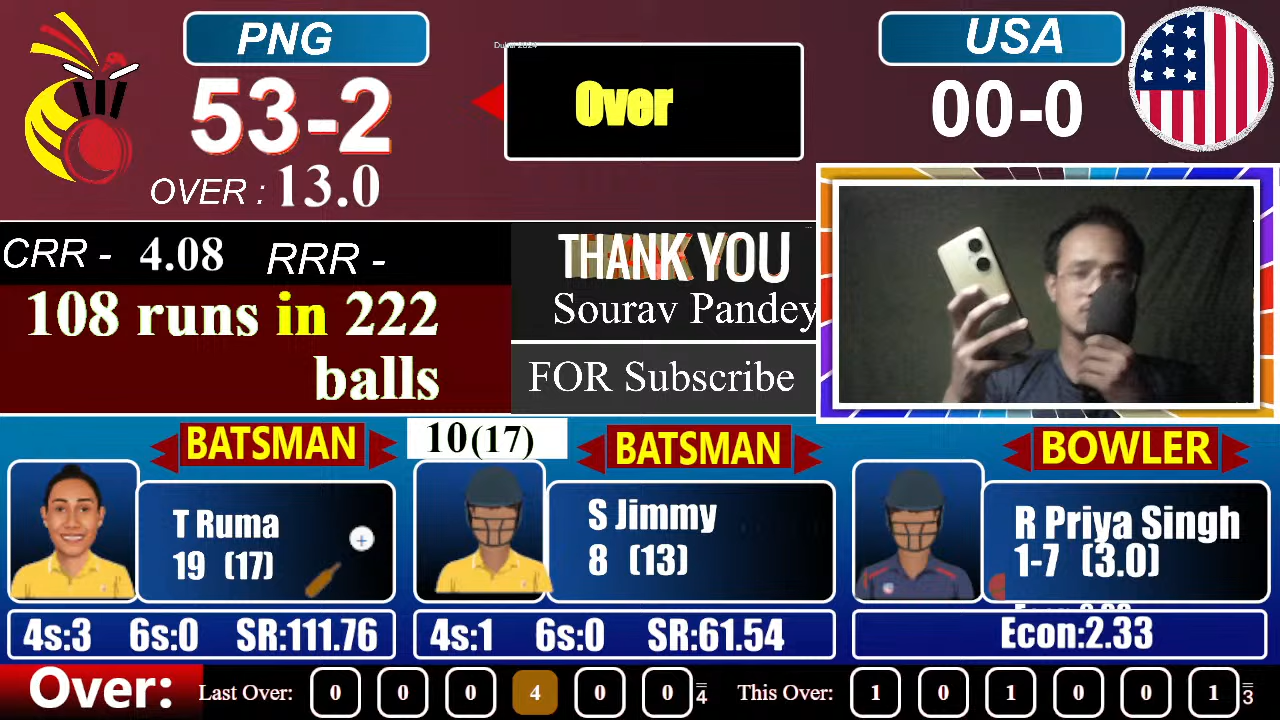 PNG
53-2
OVER : 13.0
Over
USA
00-0
CRR - 4.08 RRR -
108 runs in 222
balls
THANK YOU
Sourav Pandey
FOR Subscribe
BATSMAN
10(17)
BATSMAN
BOWLER
T Ruma
19 (17)
S Jimmy
8 (13)
R Priya Singh
1-7 (3.0)
4s:3 6s:0 SR:111.76
4s:1 6s:0 SR:61.54
Econ:2.33
Over: Last Over: 0 0 0 4 0 0 =4 This Over: 1 0 1 0 0 1 =3